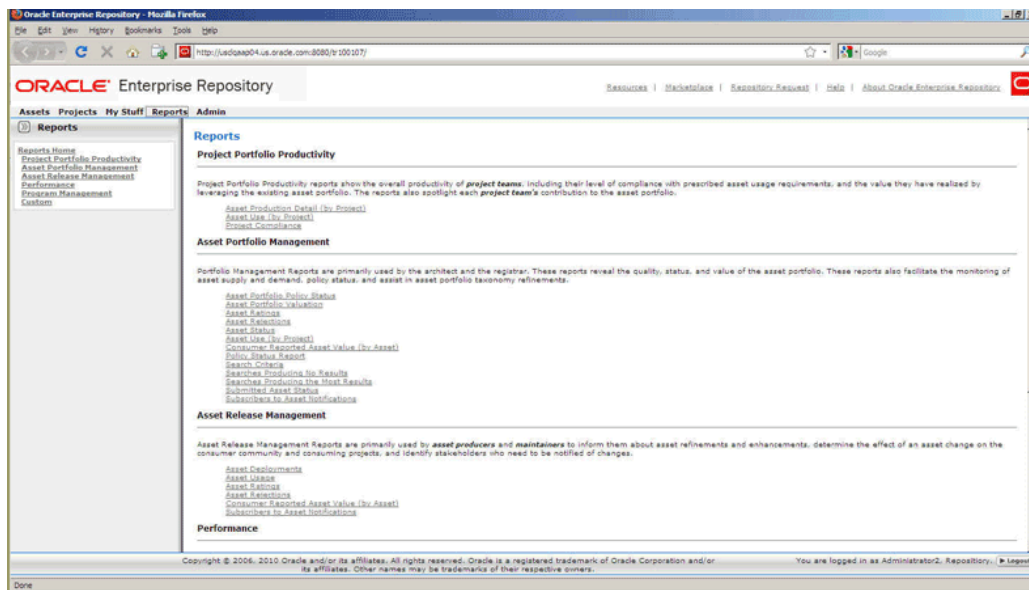 Oracle Enterprise Repository - Mozilla Firefox
File Edit View History Bookmarks Tools Help
http://usdqaap04.us.oracle.com:8080/tr100107/
Google
ORACLE Enterprise Repository
Resources | Marketplace | Repository Request | Help | About Oracle Enterprise Repository
Assets Projects My Stuff Reports Admin
Reports
Reports Home
Project Portfolio Productivity
Asset Portfolio Management
Asset Release Management
Performance
Program Management
Custom
Reports
Project Portfolio Productivity
Project Portfolio Productivity reports show the overall productivity of project teams. Including their level of compliance with prescribed asset usage requirements, and the value they have realized by
leveraging the existing asset portfolio. The reports also spotlight each project team's contribution to the asset portfolio.
Asset Production Detail (by Project)
Asset Use (by Project)
Project Compliance
Asset Portfolio Management
Portfolio Management Reports are primarily used by the architect and the registrar. These reports reveal the quality, status, and value of the asset portfolio. These reports also facilitate the monitoring of
asset supply and demand, policy status, and assist in asset portfolio taxonomy refinements.
Asset Portfolio Policy Status
Asset Portfolio Valuation
Asset Ratings
Asset Rejections
Asset Status
Asset Use (by Project)
Consumer Reported Asset Value (by Asset)
Policy Status Report
Search Criteria
Searches Producing No Results
Searches Producing the Most Results
Submitted Asset Status
Subscribers to Asset Notifications
Asset Release Management
Asset Release Management Reports are primarily used by asset producers and maintainers to inform them about asset refinements and enhancements, determine the effect of an asset change on the
consumer community and consuming projects, and identify stakeholders who need to be notified of changes.
Asset Deployments
Asset Usage
Asset Ratings
Asset Rejections
Consumer Reported Asset Value (by Asset)
Subscribers to Asset Notifications
Performance
Copyright © 2006, 2010 Oracle and/or its affiliates. All rights reserved. Oracle is a registered trademark of Oracle Corporation and/or
its affiliates. Other names may be trademarks of their respective owners.
You are logged in as Administrator2, Repository. Logout
Done